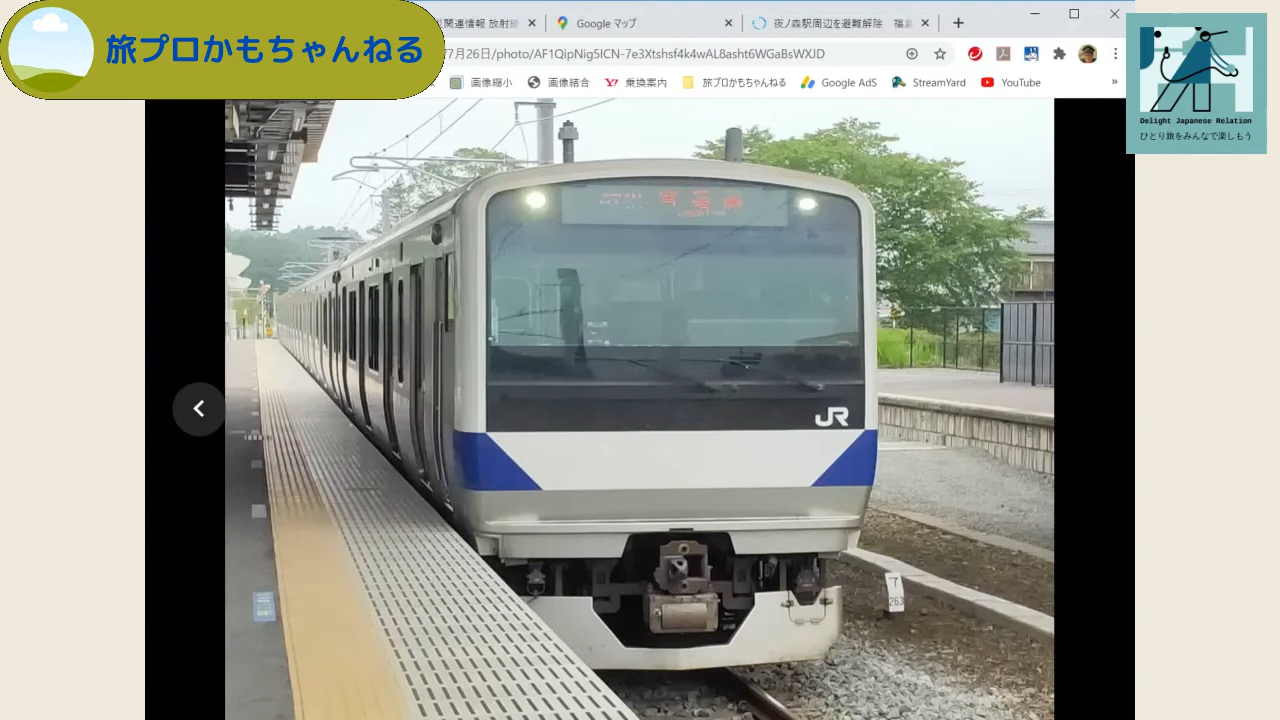 旅プロかもちゃんねる
関連情報 放射線
Google マップ
夜ノ森駅周辺を避難解除 福島
7月26日/photo/AF1QipNig5ICN-7e3Xtshsf4k4wAL8asht6WGaBsWXJD
画像縮小
画像結合
乗換案内
旅プロかもちゃんねる
Google AdS
StreamYard
YouTube
»
Delight Japanese Relation
ひとり旅をみんなで楽しもう
JR
7
263